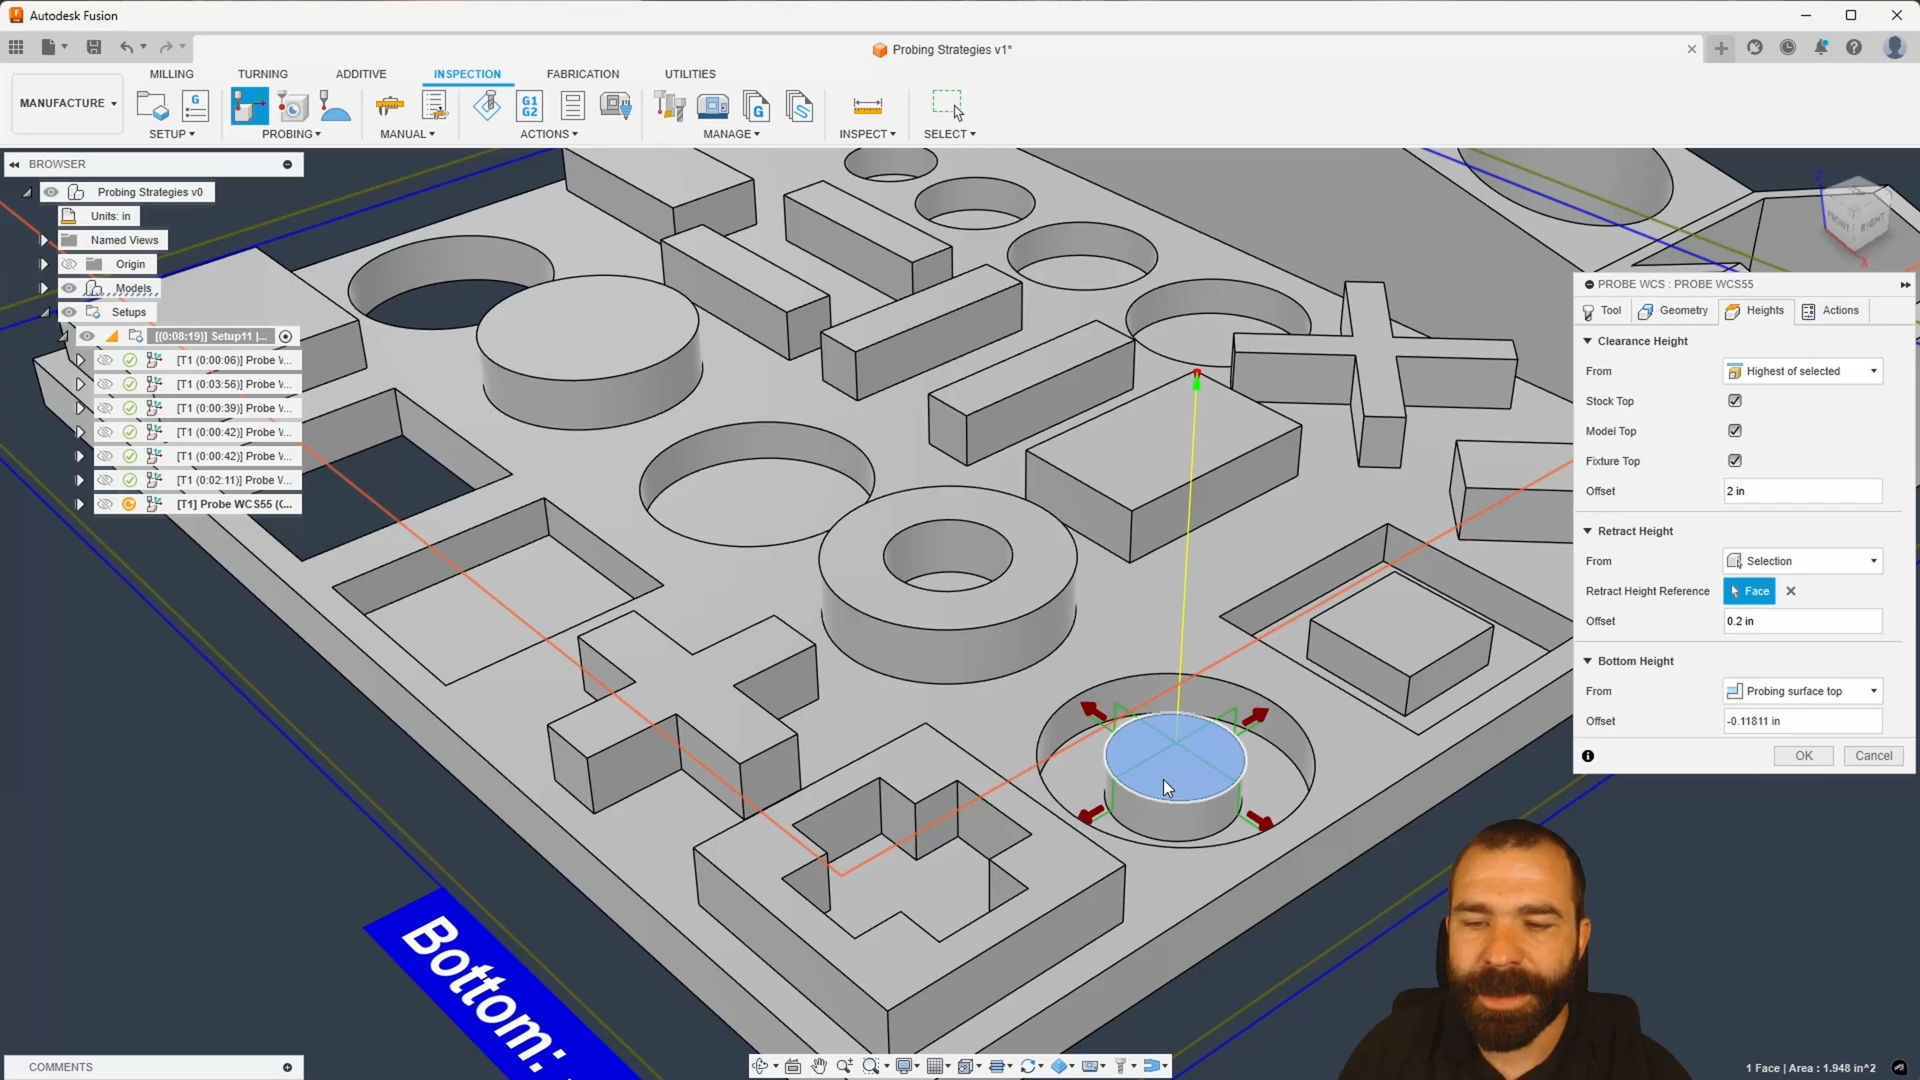 Autodesk Fusion
Probing Strategies v1*
MILLING
TURNING
ADDITIVE
INSPECTION
FABRICATION
UTILITIES
MANUFACTURE
G
G1
G2
G
SETUP
PROBING
MANUAL
ACTIONS
MANAGE
INSPECT
SELECT
BROWSER
Probing Strategies v0
Units: in
Named Views
Origin
Models
Setups
[(0:08:19)] Setup11 |...
[T1 (0:00:06)] Probe V...
[T1 (0:03:56)] Probe V...
[T1 (0:00:39)] Probe V...
[T1 (0:00:42)] Probe V...
[T1 (0:00:42)] Probe V...
[T1 (0:02:11)] Probe V...
[T1] Probe WCS55 (C...
Z
FRONT
RIGHT
X
PROBE WCS : PROBE WCS55
Tool
Geometry
Heights
Actions
Clearance Height
From
Highest of selected
Stock Top
Model Top
Fixture Top
Offset
2 in
Retract Height
From
Selection
Retract Height Reference
Face
Offset
0.2 in
Bottom Height
From
Probing surface top
Offset
-0.11811 in
OK
Cancel
Bottom:
COMMENTS
1 Face | Area : 1.948 in^2